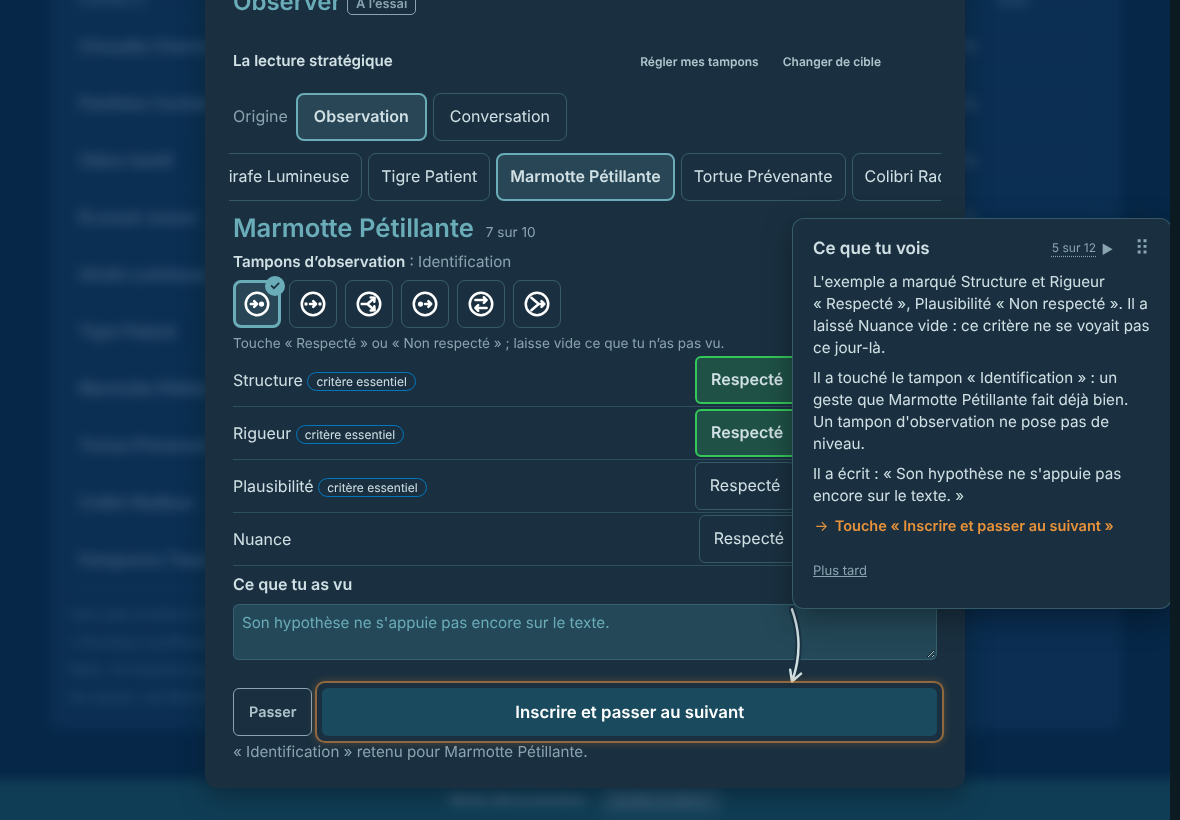 Observer À l'essai
La lecture stratégique
Régler mes tampons
Changer de cible
Origine
Observation
Conversation
irafe Lumineuse
Tigre Patient
Marmotte Pétillante
Tortue Prévenante
Colibri Rad
Marmotte Pétillante 7 sur 10
Tampons d’observation : Identification
Touche « Respecté » ou « Non respecté » ; laisse vide ce que tu n’as pas vu.
Structure critère essentiel
Respecté
Rigueur critère essentiel
Respecté
Plausibilité critère essentiel
Respecté
Nuance
Respecté
Ce que tu as vu
Son hypothèse ne s'appuie pas encore sur le texte.
Passer
Inscrire et passer au suivant
« Identification » retenu pour Marmotte Pétillante.
Ce que tu vois
5 sur 12
L'exemple a marqué Structure et Rigueur
« Respecté », Plausibilité « Non respecté ». Il a
laissé Nuance vide : ce critère ne se voyait pas
ce jour-là.
Il a touché le tampon « Identification » : un
geste que Marmotte Pétillante fait déjà bien.
Un tampon d'observation ne pose pas de
niveau.
Il a écrit : « Son hypothèse ne s'appuie pas
encore sur le texte. »
→ Touche « Inscrire et passer au suivant »
Plus tard